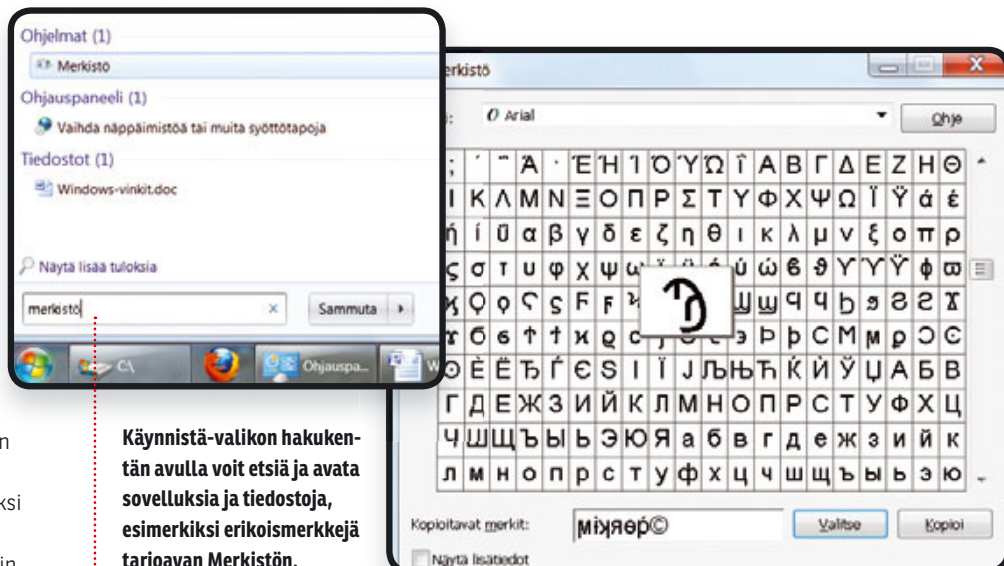 Ohjelmat (1)
Merkistö
Ohjauspaneeli (1)
Vaihda näppäimistöä tai muita syöttötapoja
Tiedostot (1)
Windows-vinkit.doc
Näytä lisää tuloksia
merkistö
Sammuta
C:\
Ohjauspa...
W
erkistö
Arial
Ohje
; ΄ ΅ Ά · Έ Ή Ί Ό Ύ Ώ ΐ Α Β Γ Δ Ε Ζ Η Θ
Ι Κ Λ Μ Ν Ξ Ο Π Ρ Σ Τ Υ Φ Χ Ψ Ω Ϊ Ϋ ά έ
ή ί ΰ α β γ δ ε ζ η θ ι κ λ μ ν ξ ο π ρ
ς σ τ υ φ χ ψ ω ύ ώ ϐ ϑ ϒ ϓ ϔ ϕ ϖ
Ϡ
Ѐ Ё Ђ Ѓ Є Ѕ І Ї Ј Љ Њ Ћ Ќ Ѝ Ў Џ А Б В
Г Д Е Ж З И Й К Л М Н О П Р С Т У Ф Х Ц
Ч Ш Щ Ъ Ы Ь Э Ю Я а б в г д е ж з и й к
л м н о п р с т у ф х ц ч ш щ ъ ы ь э ю
Kopioitavat merkit:
Valitse
Kopioi
Näytä lisätiedot
n
ksi
in
Käynnistä-valikon hakuken-
tän avulla voit etsiä ja avata
sovelluksia ja tiedostoja,
esimerkiksi erikoismerkkejä
tarjoavan Merkistön.